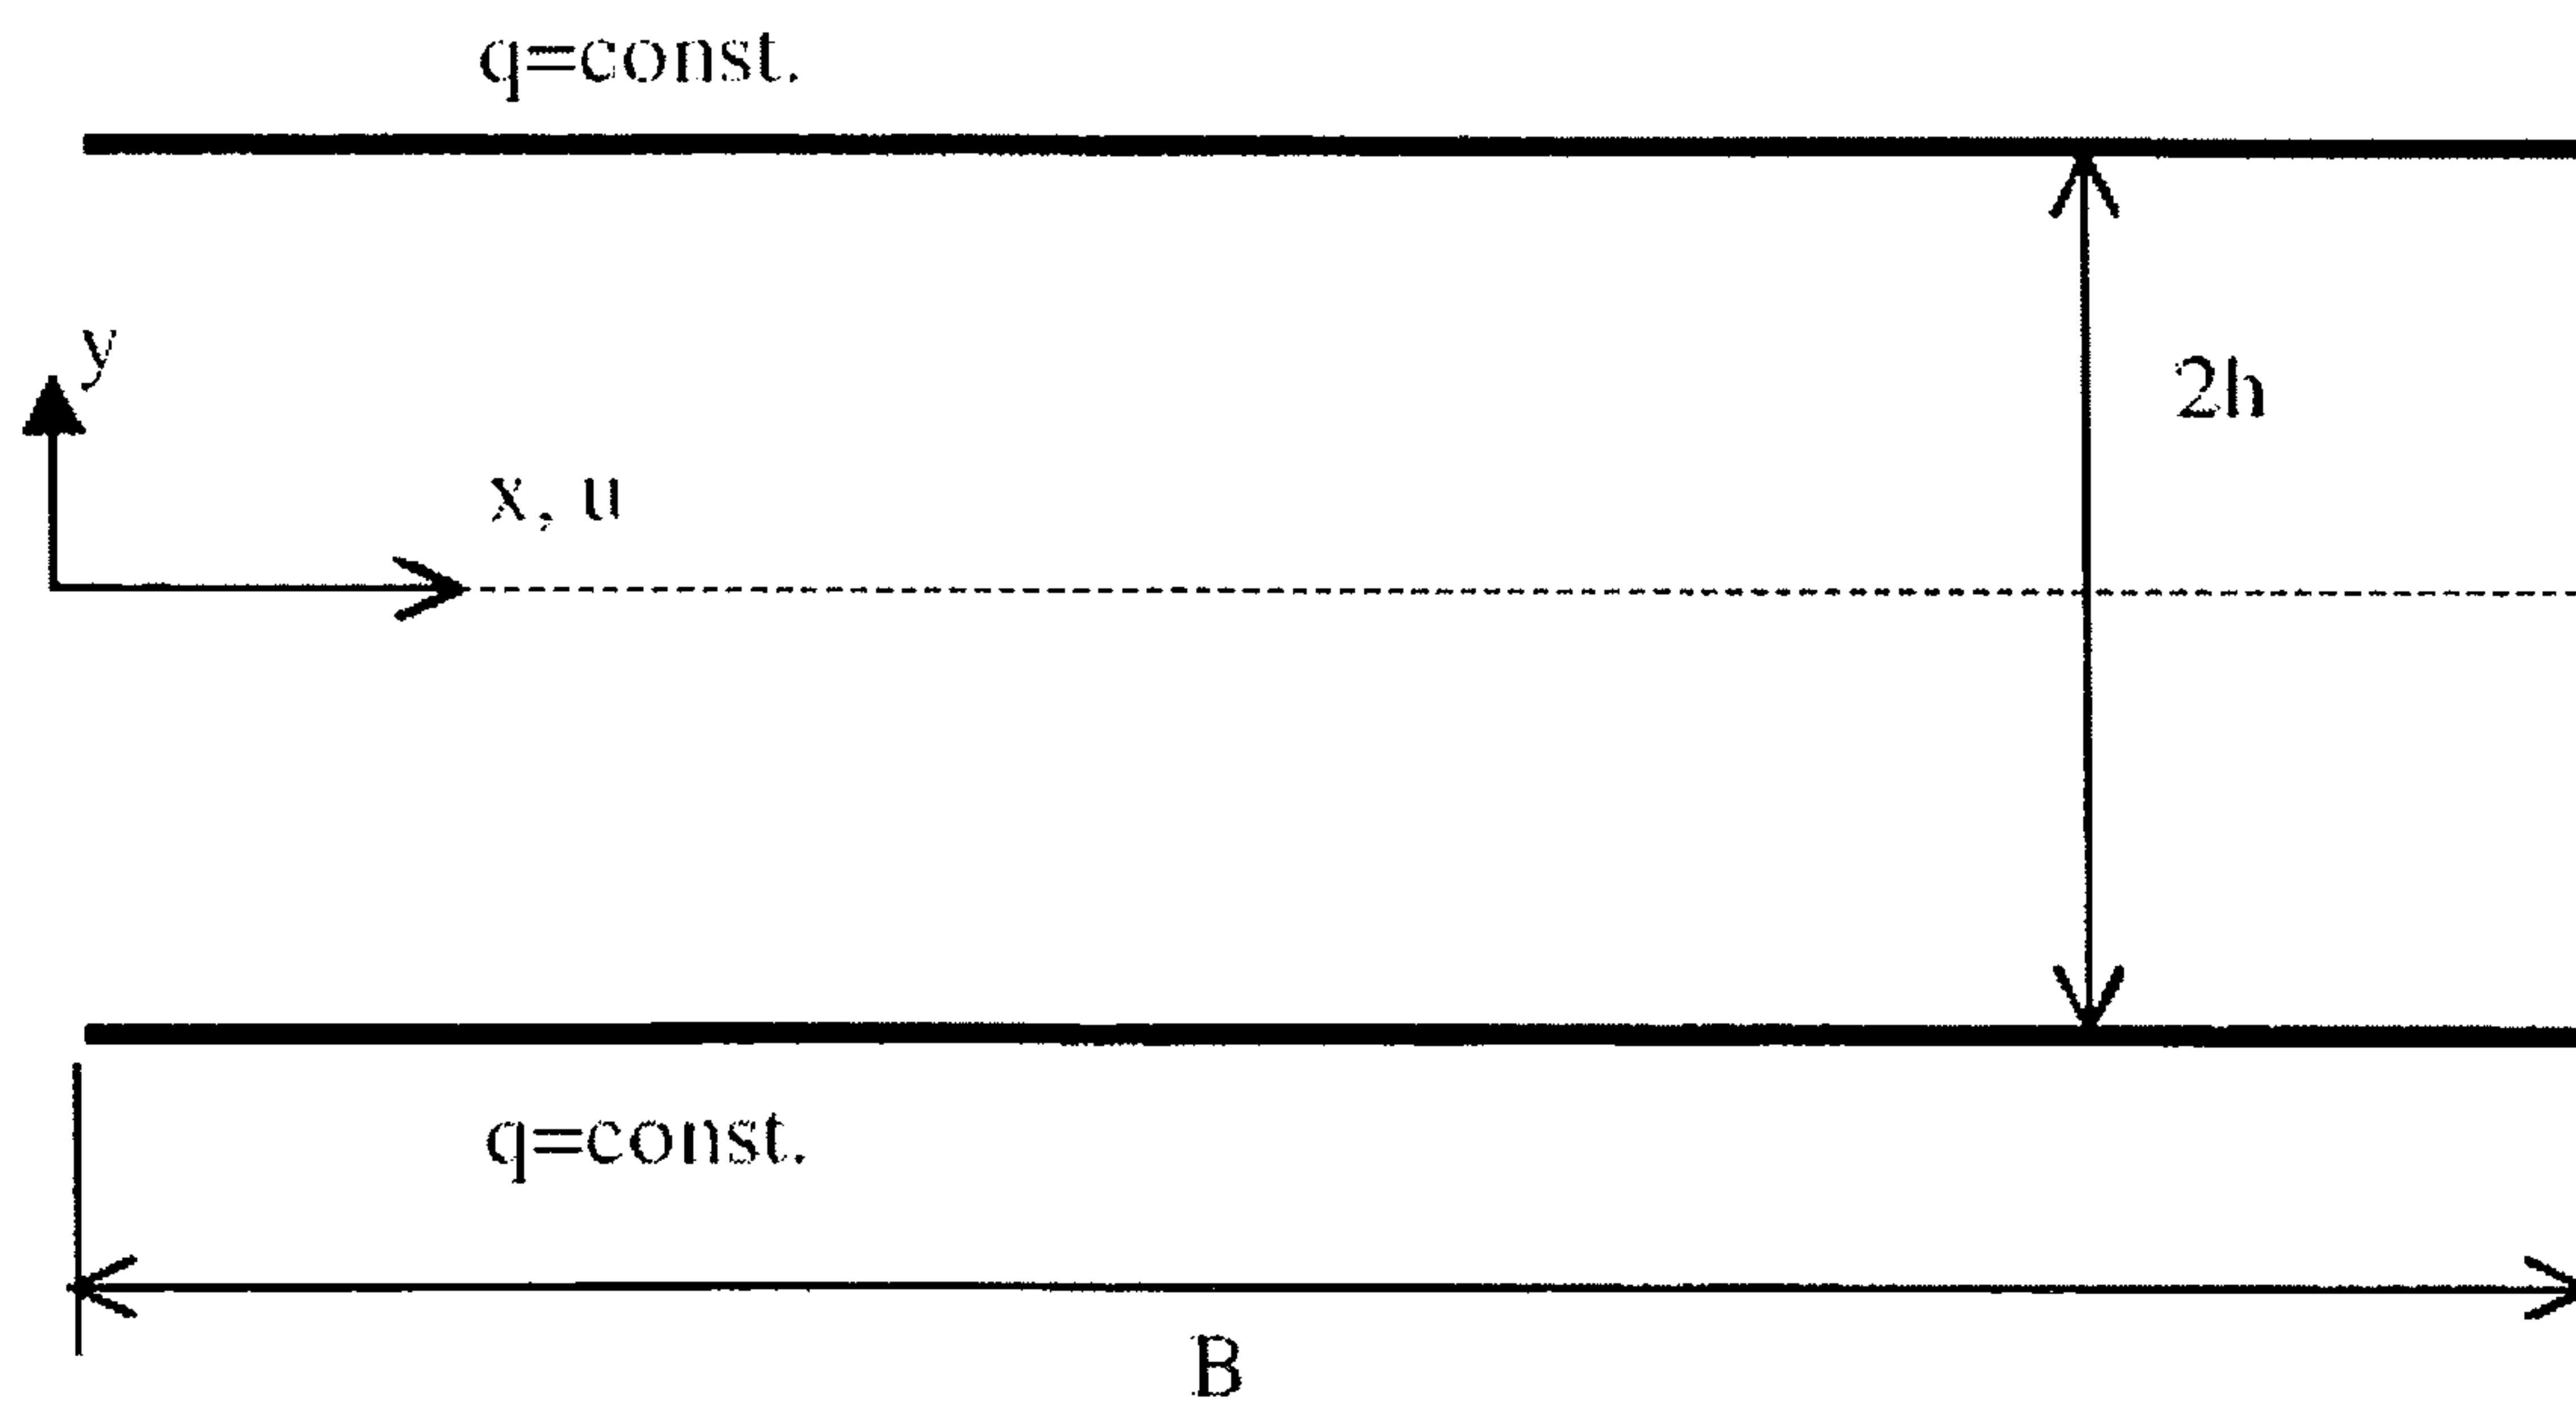 q=const.
y
2h
x, u
q=const.
B